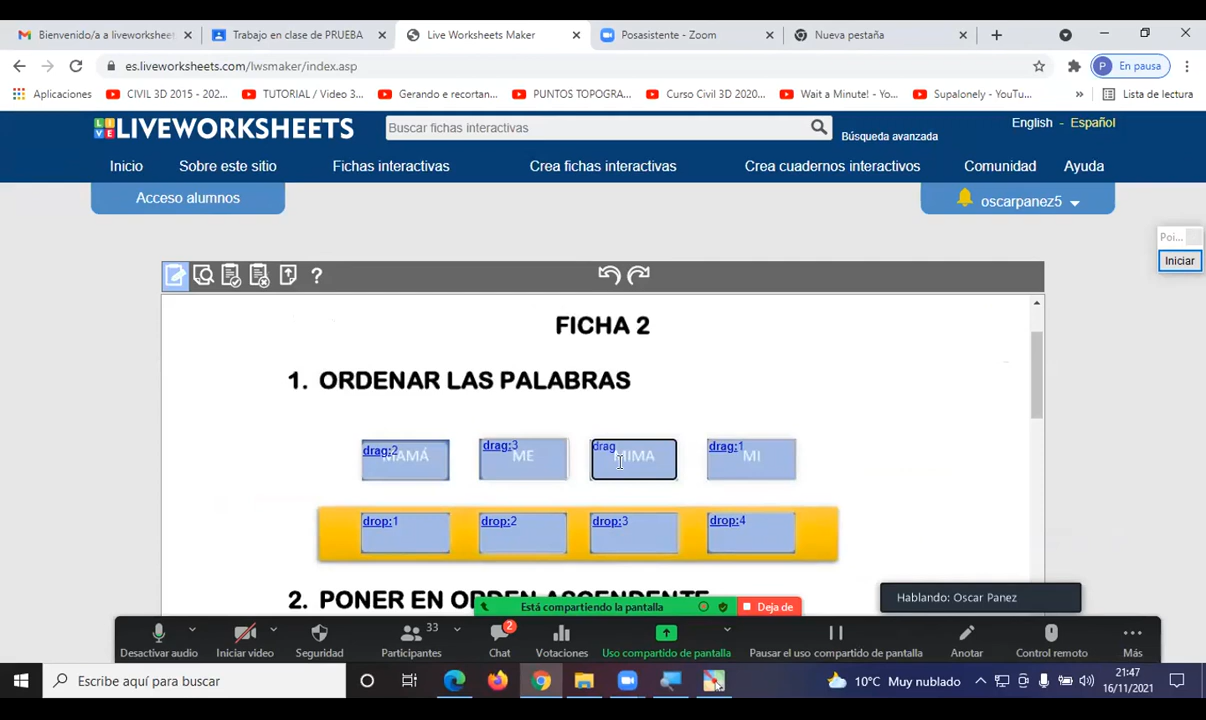 Bienvenido/a a liveworksheet
Trabajo en clase de PRUEBA
Live Worksheets Maker
Posasistente - Zoom
Nueva pestaña
es.liveworksheets.com/lwsmaker/index.asp
P
En pausa
Aplicaciones
CIVIL 3D 2015 - 202...
TUTORIAL / Video 3...
Gerando e recortan...
PUNTOS TOPOGRA...
Curso Civil 3D 2020...
Wait a Minute! - Yo...
Supalonely - YouTu...
Lista de lectura
LIVEWORKSHEETS
Buscar fichas interactivas
Búsqueda avanzada
English - Español
Inicio
Sobre este sitio
Fichas interactivas
Crea fichas interactivas
Crea cuadernos interactivos
Comunidad
Ayuda
Acceso alumnos
oscarpanez5
Poi...
Iniciar
?
FICHA 2
1. ORDENAR LAS PALABRAS
drag:2
MAMÁ
drag:3
ME
drag
MIMA
drag:1
MI
drop:1
drop:2
drop:3
drop:4
2. PONER EN ORDEN ASCENDENTE
Hablando: Oscar Panez
Está compartiendo la pantalla
Deja de
33
2
Desactivar audio
Iniciar video
Seguridad
Participantes
Chat
Votaciones
Uso compartido de pantalla
Pausar el uso compartido de pantalla
Anotar
Control remoto
Más
Escribe aquí para buscar
10°C Muy nublado
21:47
16/11/2021